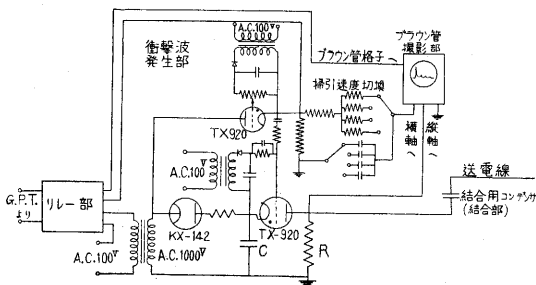 A.C.100V
衝撃波
発生部
ブラウン管
撮影部
ブラウン管格子
掃引速度切換
TX920
横軸へ
縦軸へ
送電線
A.C.100V
結合用コンデンサ
(結合部)
G.P.T.
より
リレー部
KX-142
TX-920
A.C.100V
A.C.1000V
C
R